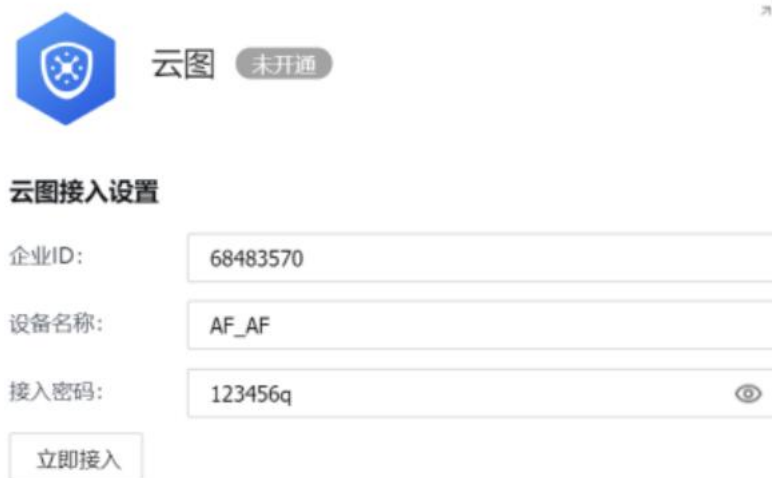 云图 未开通
云图接入设置
企业ID: 68483570
设备名称: AF_AF
接入密码: 123456q
立即接入